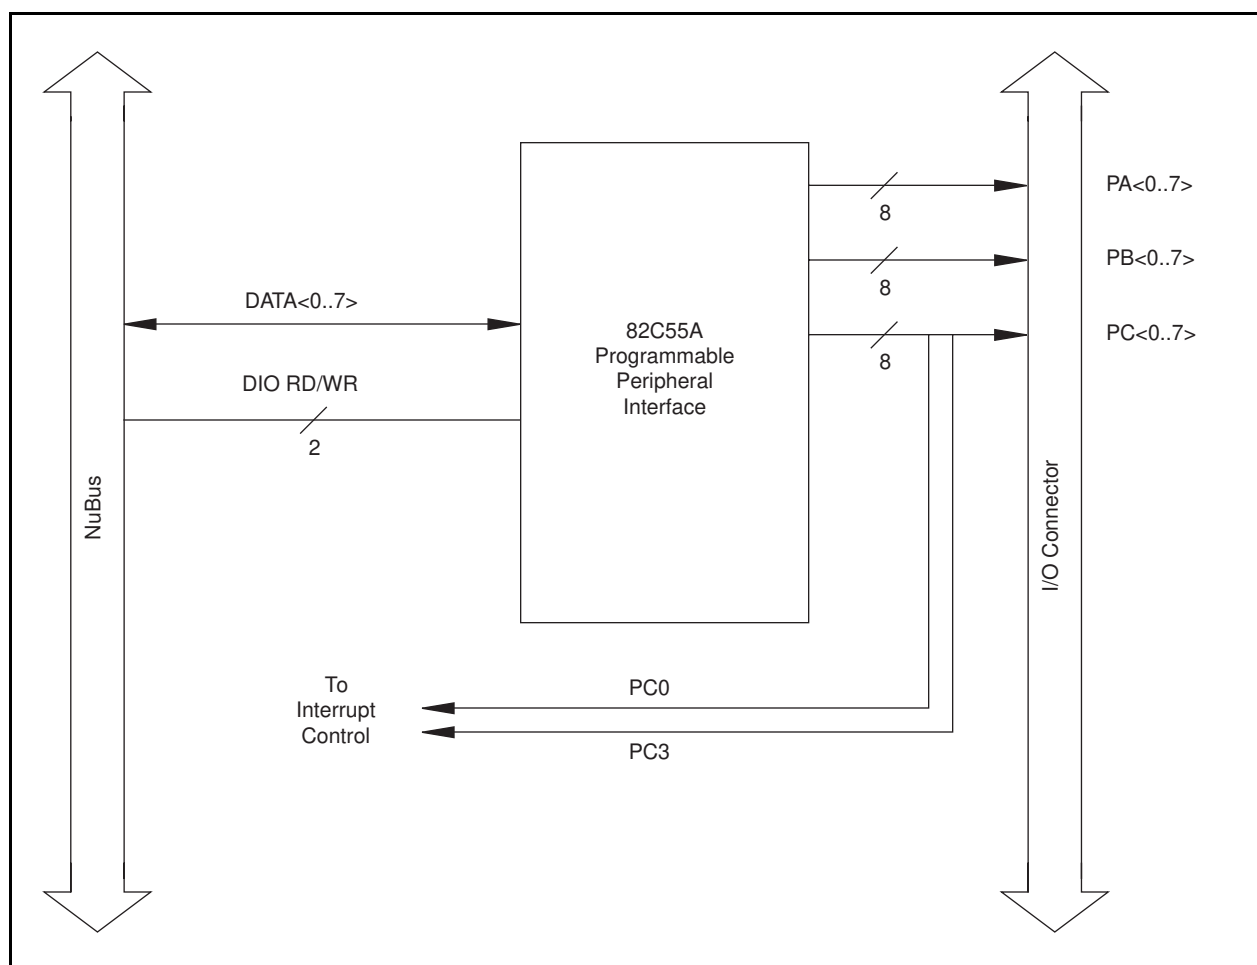 PA<0..7>
8
PB<0..7>
8
DATA<0..7>
PC<0..7>
8
82C55A
Programmable
Peripheral
Interface
DIO RD/WR
2
NuBus
I/O Connector
To
Interrupt
Control
PC0
PC3